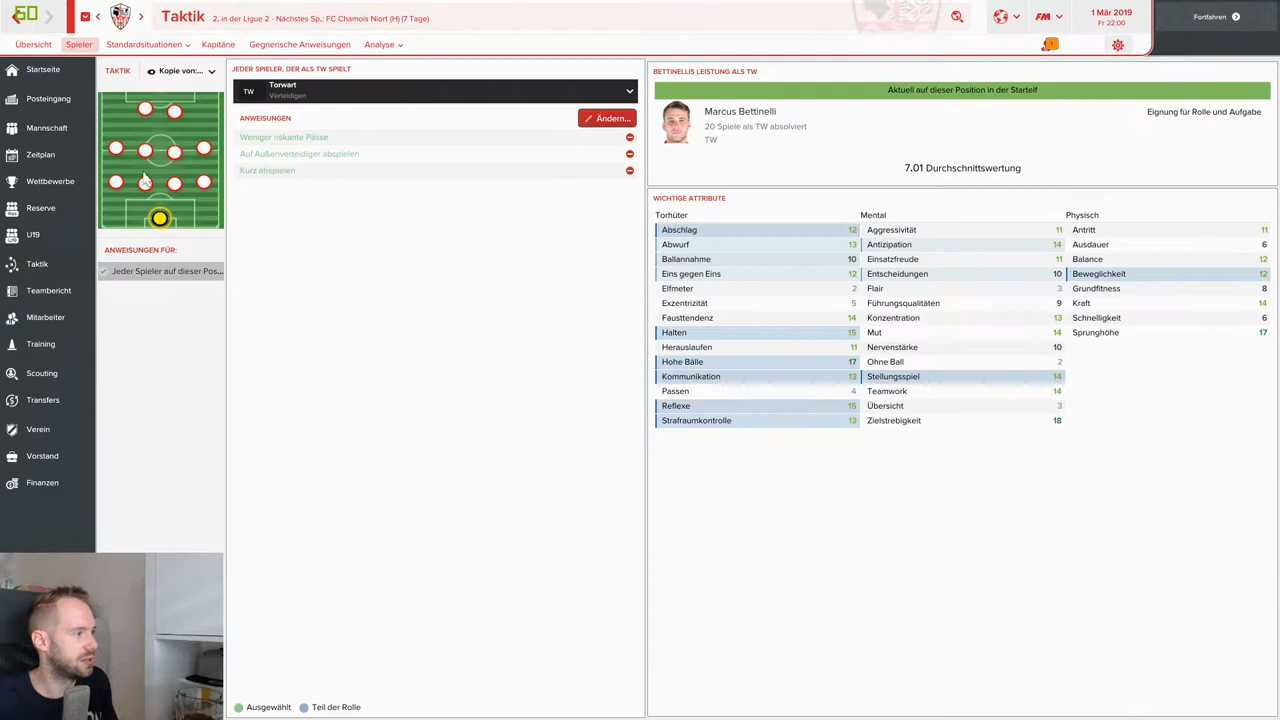 60
Taktik
2. in der Ligue 2 - Nächstes Sp.: FC Chamois Niort (H) (7 Tage)
FM
1 Mär 2019
Fr 22:00
Fortfahren
Übersicht
Spieler
Standardsituationen
Kapitäne
Gegnerische Anweisungen
Analyse
1
Startseite
Posteingang
Mannschaft
Zeitplan
Wettbewerbe
Res
Reserve
U19
U19
Taktik
Teambericht
Mitarbeiter
Training
Scouting
Transfers
Verein
Vorstand
Finanzen
TAKTIK
Kopie von:...
ANWEISUNGEN FÜR:
Jeder Spieler auf dieser Pos...
JEDER SPIELER, DER ALS TW SPIELT
TW
Torwart
Verteidigen
ANWEISUNGEN
Ändern...
Weniger riskante Pässe
Auf Außenverteidiger abspielen
Kurz abspielen
Ausgewählt
Teil der Rolle
BETTINELLIS LEISTUNG ALS TW
Aktuell auf dieser Position in der Startelf
Marcus Bettinelli
20 Spiele als TW absolviert
TW
Eignung für Rolle und Aufgabe
7.01 Durchschnittswertung
WICHTIGE ATTRIBUTE
Torhüter
Abschlag 12
Abwurf 13
Ballannahme 10
Eins gegen Eins 12
Elfmeter 2
Exzentrizität 5
Fausttendenz 14
Halten 15
Herauslaufen 11
Hohe Bälle 17
Kommunikation 13
Passen 4
Reflexe 15
Strafraumkontrolle 13
Mental
Aggressivität 11
Antizipation 14
Einsatzfreude 11
Entscheidungen 10
Flair 3
Führungsqualitäten 9
Konzentration 13
Mut 14
Nervenstärke 10
Ohne Ball 2
Stellungsspiel 14
Teamwork 14
Übersicht 3
Zielstrebigkeit 18
Physisch
Antritt 11
Ausdauer 6
Balance 12
Beweglichkeit 12
Grundfitness 8
Kraft 14
Schnelligkeit 6
Sprunghöhe 17